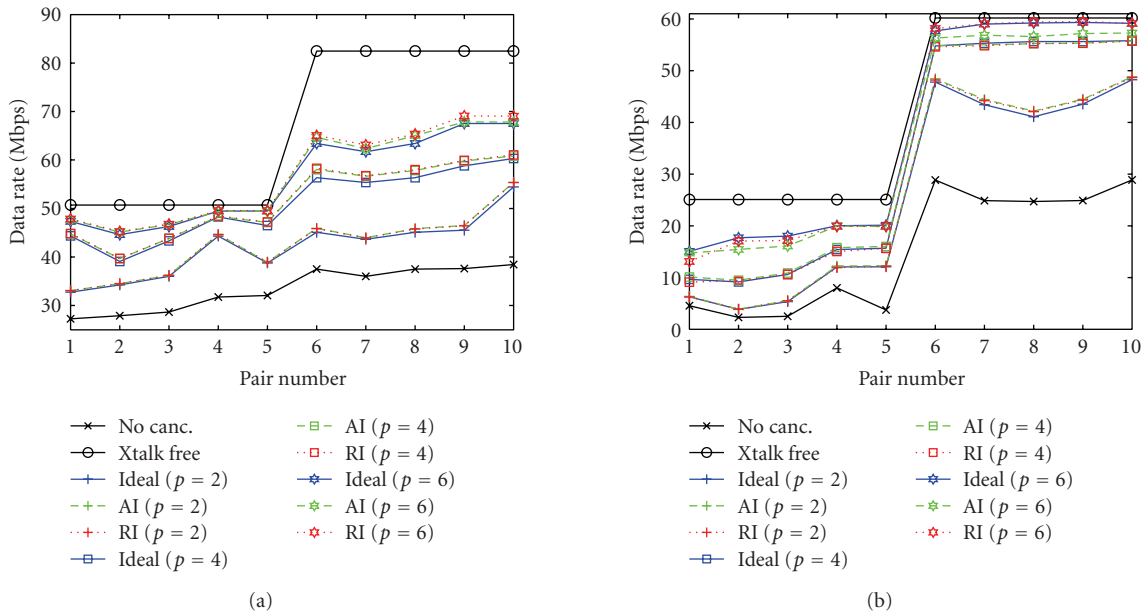 90
80
70
60
50
40
30
Data rate (Mbps)
1 2 3 4 5 6 7 8 9 10
Pair number
No canc.
Xtalk free
Ideal (p = 2)
AI (p = 2)
RI (p = 2)
Ideal (p = 4)
AI (p = 4)
RI (p = 4)
Ideal (p = 6)
AI (p = 6)
RI (p = 6)
(a)
60
50
40
30
20
10
0
Data rate (Mbps)
1 2 3 4 5 6 7 8 9 10
Pair number
No canc.
Xtalk free
Ideal (p = 2)
AI (p = 2)
RI (p = 2)
Ideal (p = 4)
AI (p = 4)
RI (p = 4)
Ideal (p = 6)
AI (p = 6)
RI (p = 6)
(b)